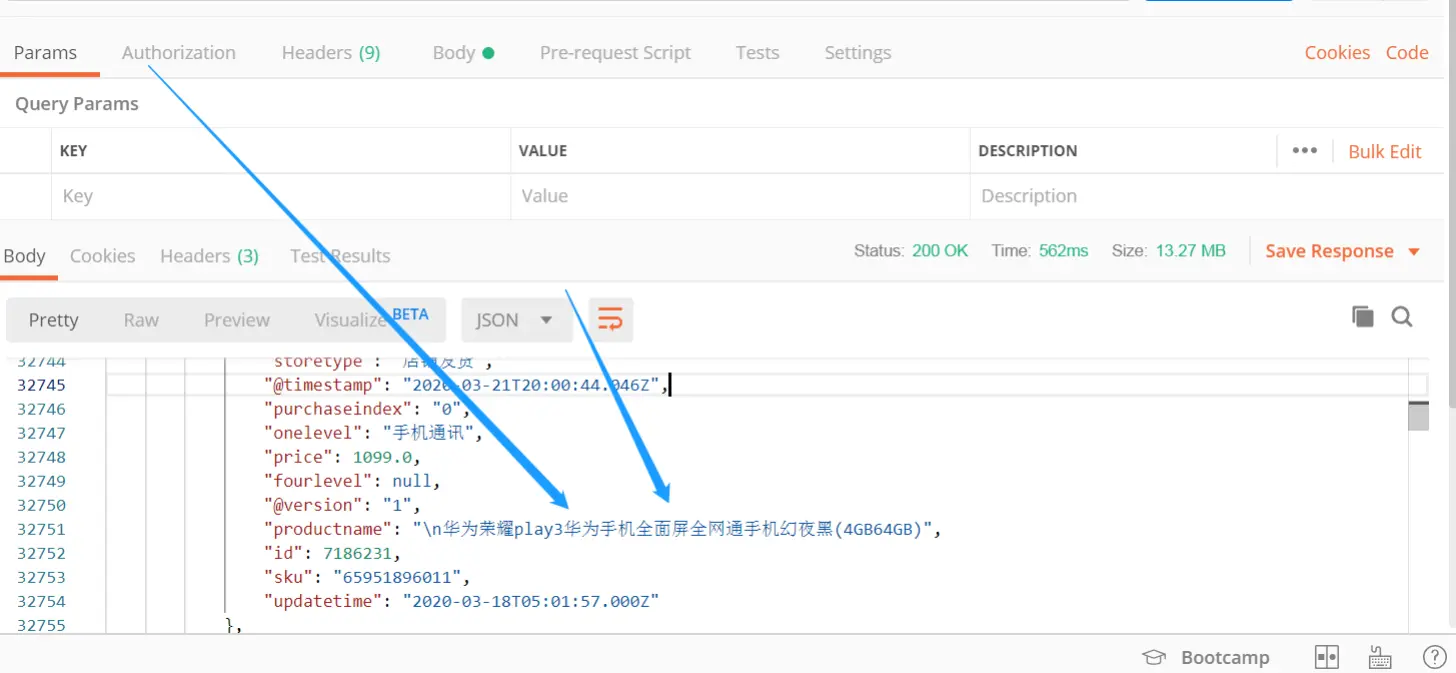 Params Authorization Headers (9) Body Pre-request Script Tests Settings Cookies Code
Query Params
KEY VALUE DESCRIPTION ••• Bulk Edit
Key Value Description
Body Cookies Headers (3) Test Results Status: 200 OK Time: 562ms Size: 13.27 MB Save Response
Pretty Raw Preview Visualize BETA JSON
32744 "storetype": "店铺发货",
32745 "@timestamp": "2020-03-21T20:00:44.046Z",
32746 "purchaseindex": "0",
32747 "onelevel": "手机通讯",
32748 "price": 1099.0,
32749 "fourlevel": null,
32750 "@version": "1",
32751 "productname": "\n华为荣耀play3华为手机全面屏全网通手机幻夜黑(4GB64GB)",
32752 "id": 7186231,
32753 "sku": "65951896011",
32754 "updatetime": "2020-03-18T05:01:57.000Z"
32755 },
Bootcamp